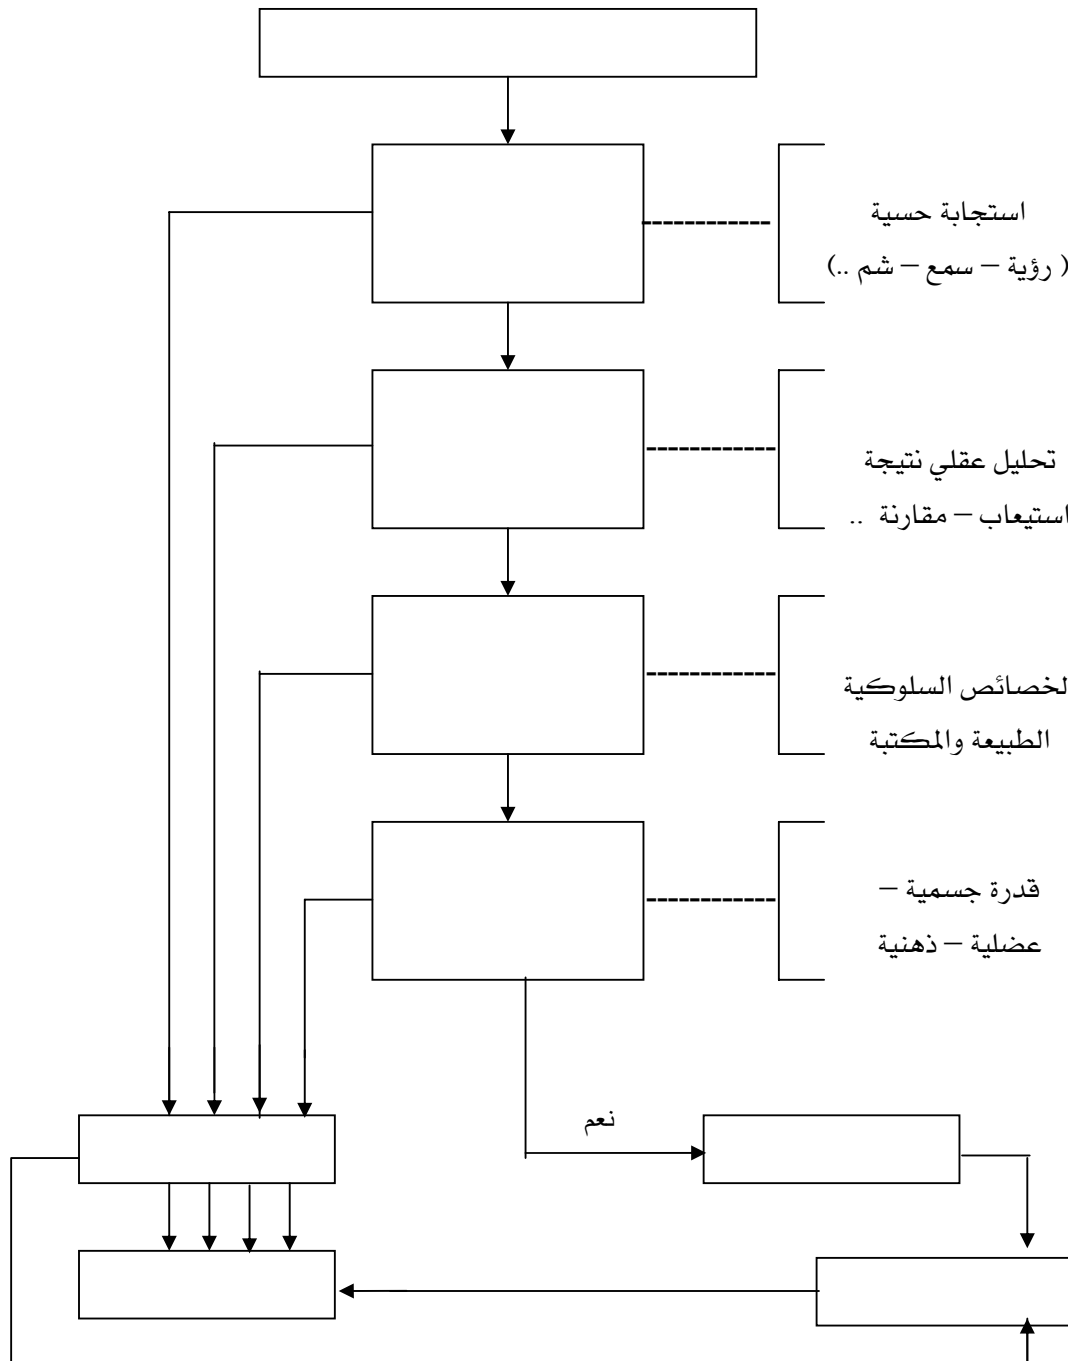 استجابة حسية
( رؤية – سمع – شم ..)
تحليل عقلي نتيجة
استيعاب – مقارنة ..
لخصائص السلوكية
الطبيعة والمكتبة
قدرة جسمية –
عضلية – ذهنية
نعم